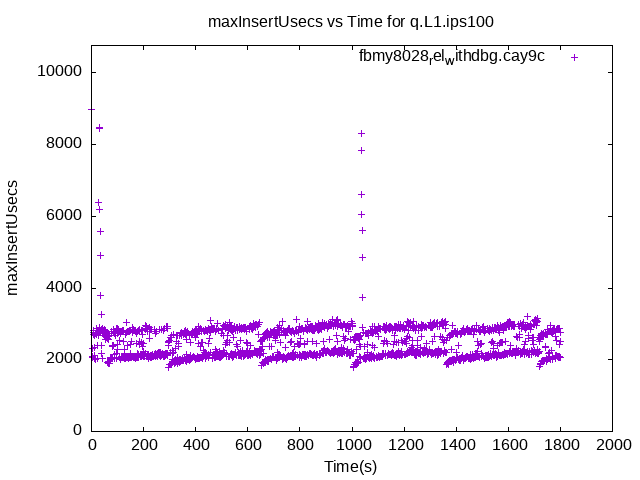 maxInsertUsecs vs Time for q.L1.ips100
fbmy8028relwithdbg.cay9c
10000
8000
6000
4000
2000
0
maxInsertUsecs
0 200 400 600 800 1000 1200 1400 1600 1800 2000
Time(s)